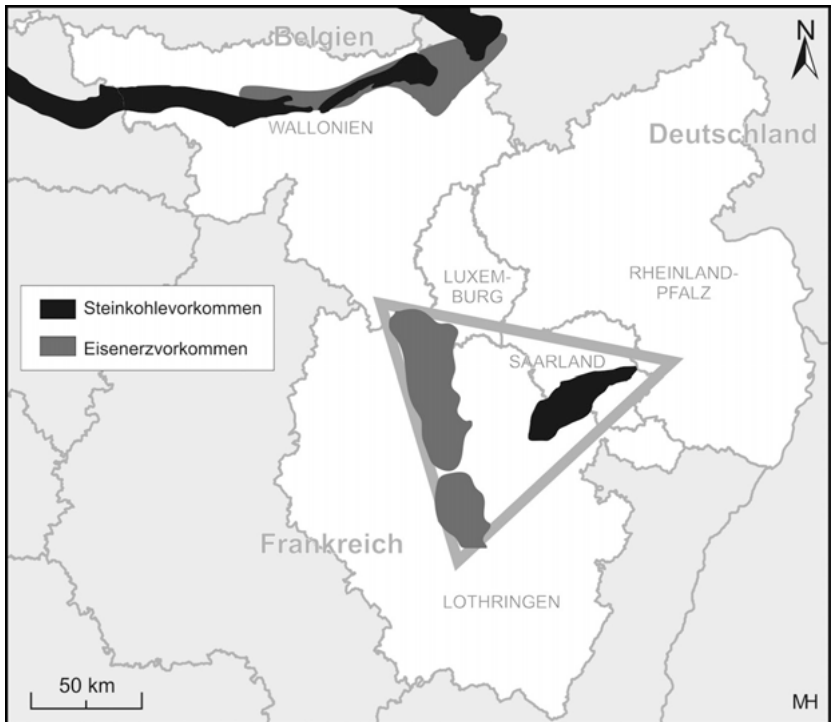 Belgien
N
WALLONIEN
Deutschland
LUXEM-
BURG
RHEINLAND-
PFALZ
Steinkohlevorkommen
Eisenerzvorkommen
SAARLAND
Frankreich
LOTHRINGEN
50 km
MH